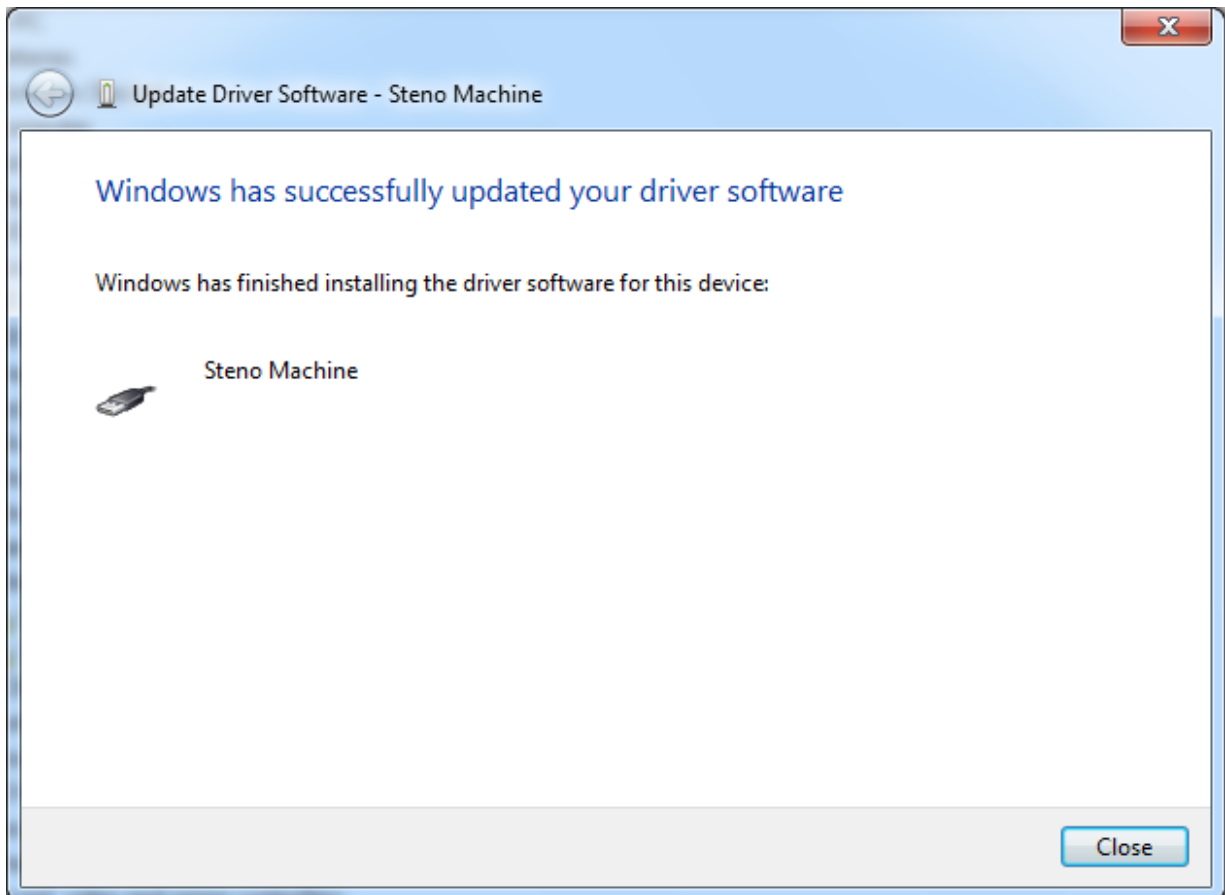 Update Driver Software - Steno Machine
Windows has successfully updated your driver software
Windows has finished installing the driver software for this device:
Steno Machine
Close